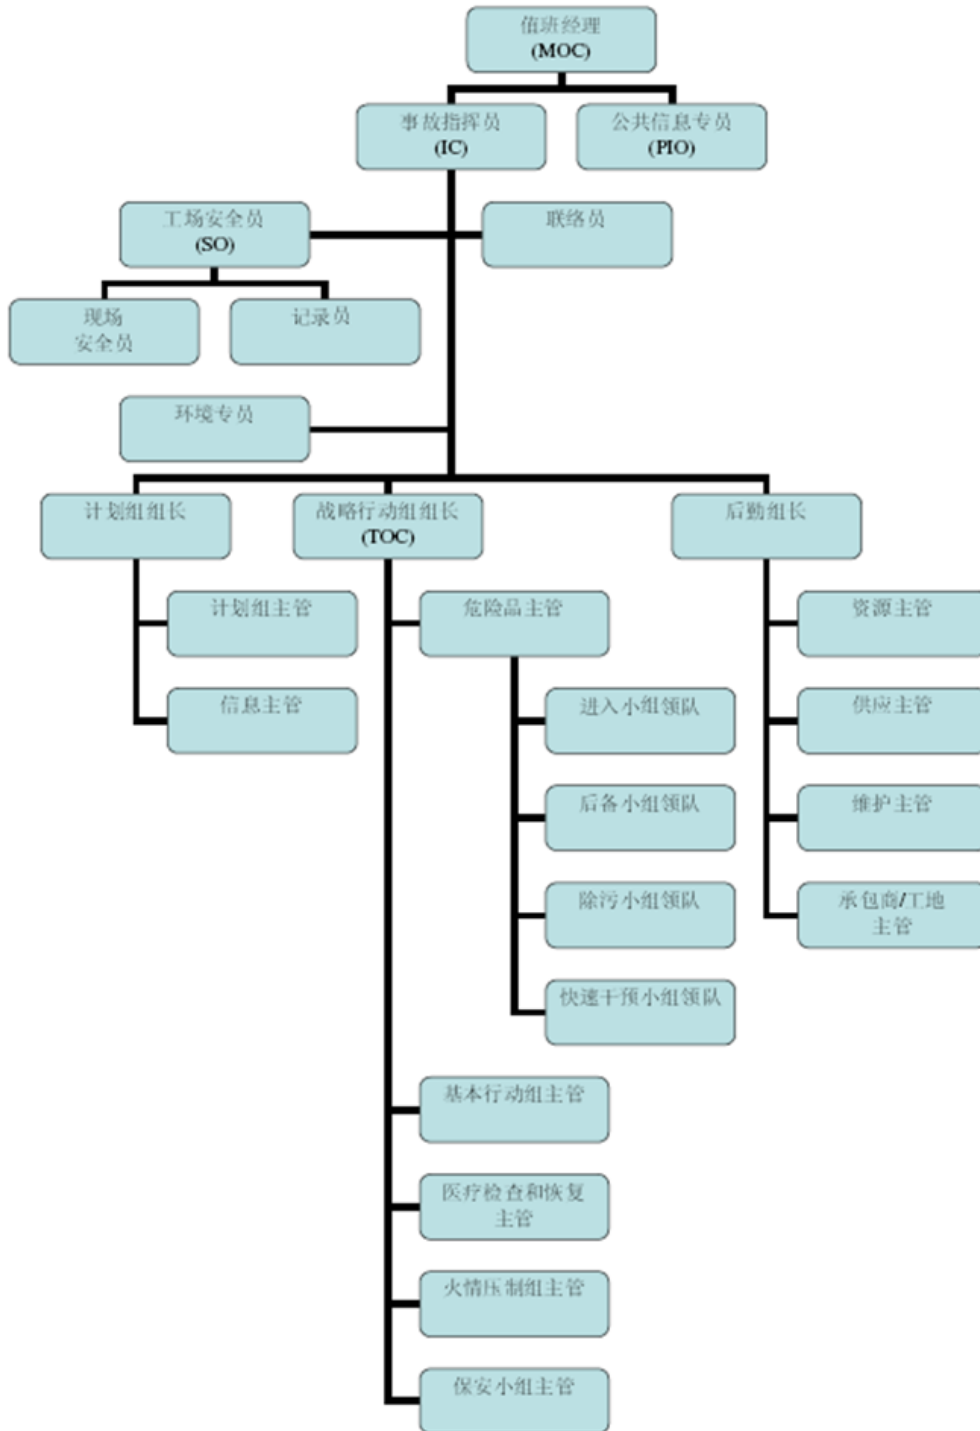 值班经理
(MOC)
事故指挥员
(IC)
公共信息专员
(PIO)
工场安全员
(SO)
联络员
现场
安全员
记录员
环境专员
计划组组长
战略行动组组长
(TOC)
后勤组长
计划组主管
危险品主管
资源主管
信息主管
进入小组领队
供应主管
后备小组领队
维护主管
除污小组领队
承包商/工地
主管
快速干预小组领队
基本行动组主管
医疗检查和恢复
主管
火情压制组主管
保安小组主管